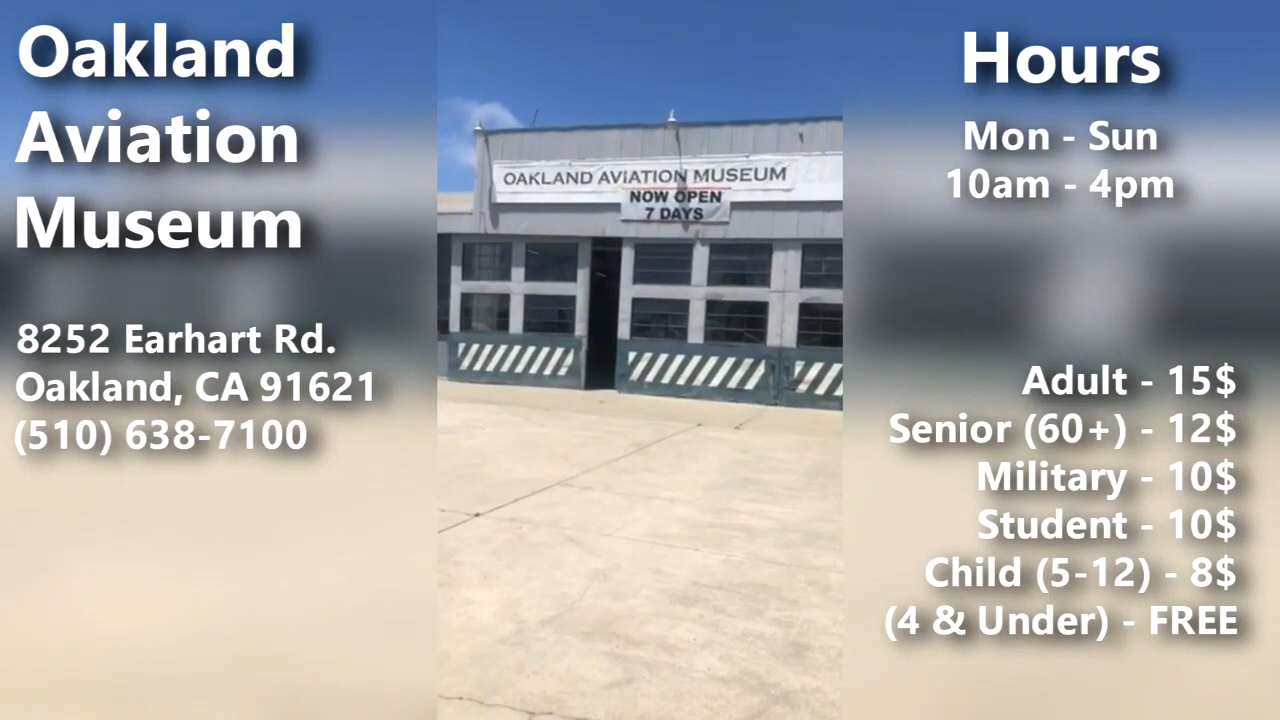 Oakland
Aviation
Museum
8252 Earhart Rd.
Oakland, CA 91621
(510) 638-7100
OAKLAND AVIATION MUSEUM
NOW OPEN
7 DAYS
Hours
Mon - Sun
10am - 4pm
Adult - 15$
Senior (60+) - 12$
Military - 10$
Student - 10$
Child (5-12) - 8$
(4 & Under) - FREE